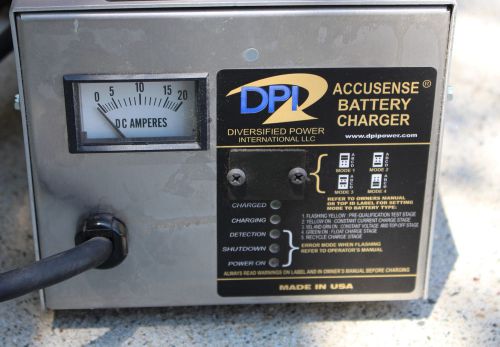 0 5 10 15 20
DC AMPERES
DPI
DIVERSIFIED POWER
INTERNATIONAL LLC
ACCUSENSE®
BATTERY
CHARGER
www.dpipower.com
MODE 1
MODE 2
MODE 3
MODE 4
REFER TO OWNERS MANUAL
OR TOP ID LABEL FOR SETTING
MODE TO BATTERY TYPE:
CHARGED
CHARGING
DETECTION
SHUTDOWN
POWER ON
1. FLASHING YELLOW PRE-QUALIFICATION TEST STAGE
2. YELLOW ON CONSTANT CURRENT CHARGE STAGE
3. YEL AND GRN ON CONSTANT VOLTAGE AND TOP-OFF STAGE
4. GREEN ON FLOAT CHARGE STAGE
5. RECYCLE CHARGE STAGE
ERROR MODE WHEN FLASHING
REFER TO OPERATOR'S MANUAL
ALWAYS READ WARNINGS ON LABEL AND IN OWNER'S MANUAL BEFORE CHARGING
MADE IN USA